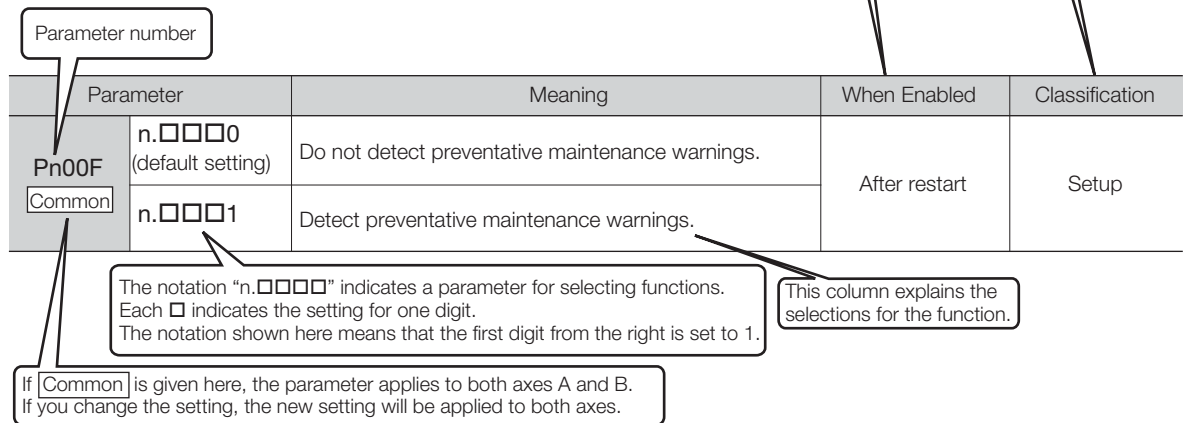 Parameter number
Parameter Meaning When Enabled Classification
Pn00F
Common
n.□□□0
(default setting)
Do not detect preventative maintenance warnings.
n.□□□1
Detect preventative maintenance warnings.
After restart
Setup
The notation “n.□□□□” indicates a parameter for selecting functions.
Each □ indicates the setting for one digit.
The notation shown here means that the first digit from the right is set to 1.
This column explains the
selections for the function.
If Common is given here, the parameter applies to both axes A and B.
If you change the setting, the new setting will be applied to both axes.